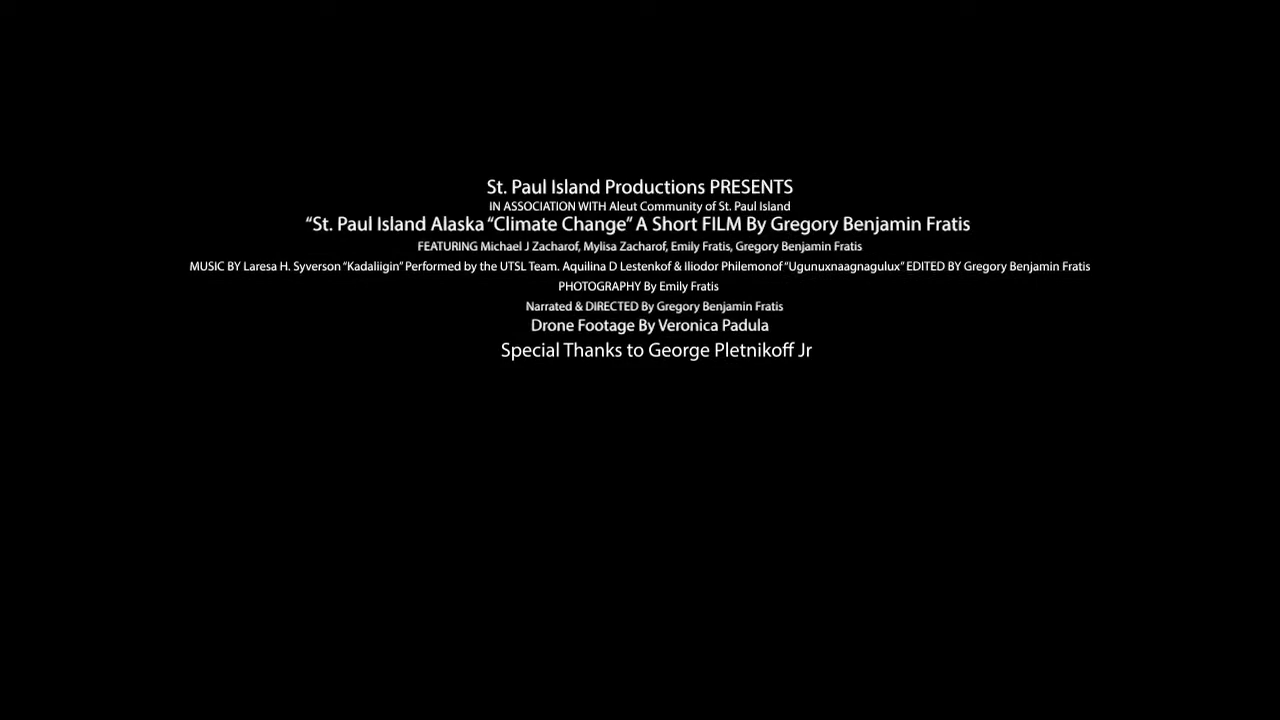 St. Paul Island Productions PRESENTS
IN ASSOCIATION WITH Aleut Community of St. Paul Island
“St. Paul Island Alaska “Climate Change” A Short FILM By Gregory Benjamin Fratis
FEATURING Michael J Zacharof, Mylisa Zacharof, Emily Fratis, Gregory Benjamin Fratis
MUSIC BY Laresa H. Syverson “Kadaliigin” Performed by the UTSL Team. Aquilina D Lestenkof & Iliodor Philemonof “Ugunuxnaagnagulux” EDITED BY Gregory Benjamin Fratis
PHOTOGRAPHY By Emily Fratis
Narrated & DIRECTED By Gregory Benjamin Fratis
Drone Footage By Veronica Padula
Special Thanks to George Pletnikoff Jr